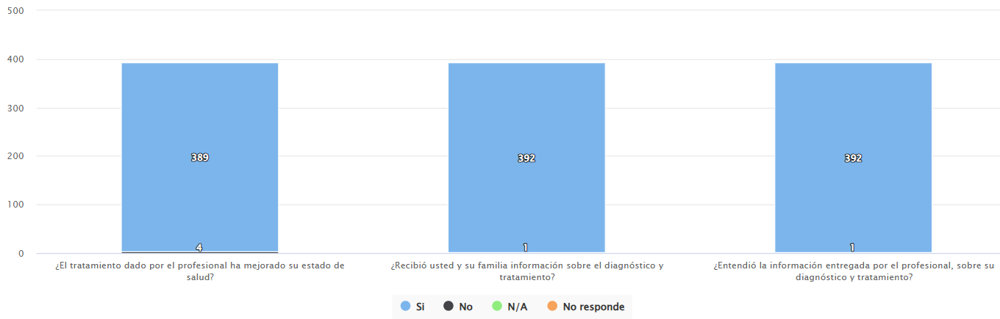 500
400
300
200
100
0
389
4
392
1
392
1
¿El tratamiento dado por el profesional ha mejorado su estado de
salud?
¿Recibió usted y su familia información sobre el diagnóstico y
tratamiento?
¿Entendió la información entregada por el profesional, sobre su
diagnóstico y tratamiento?
Si No N/A No responde